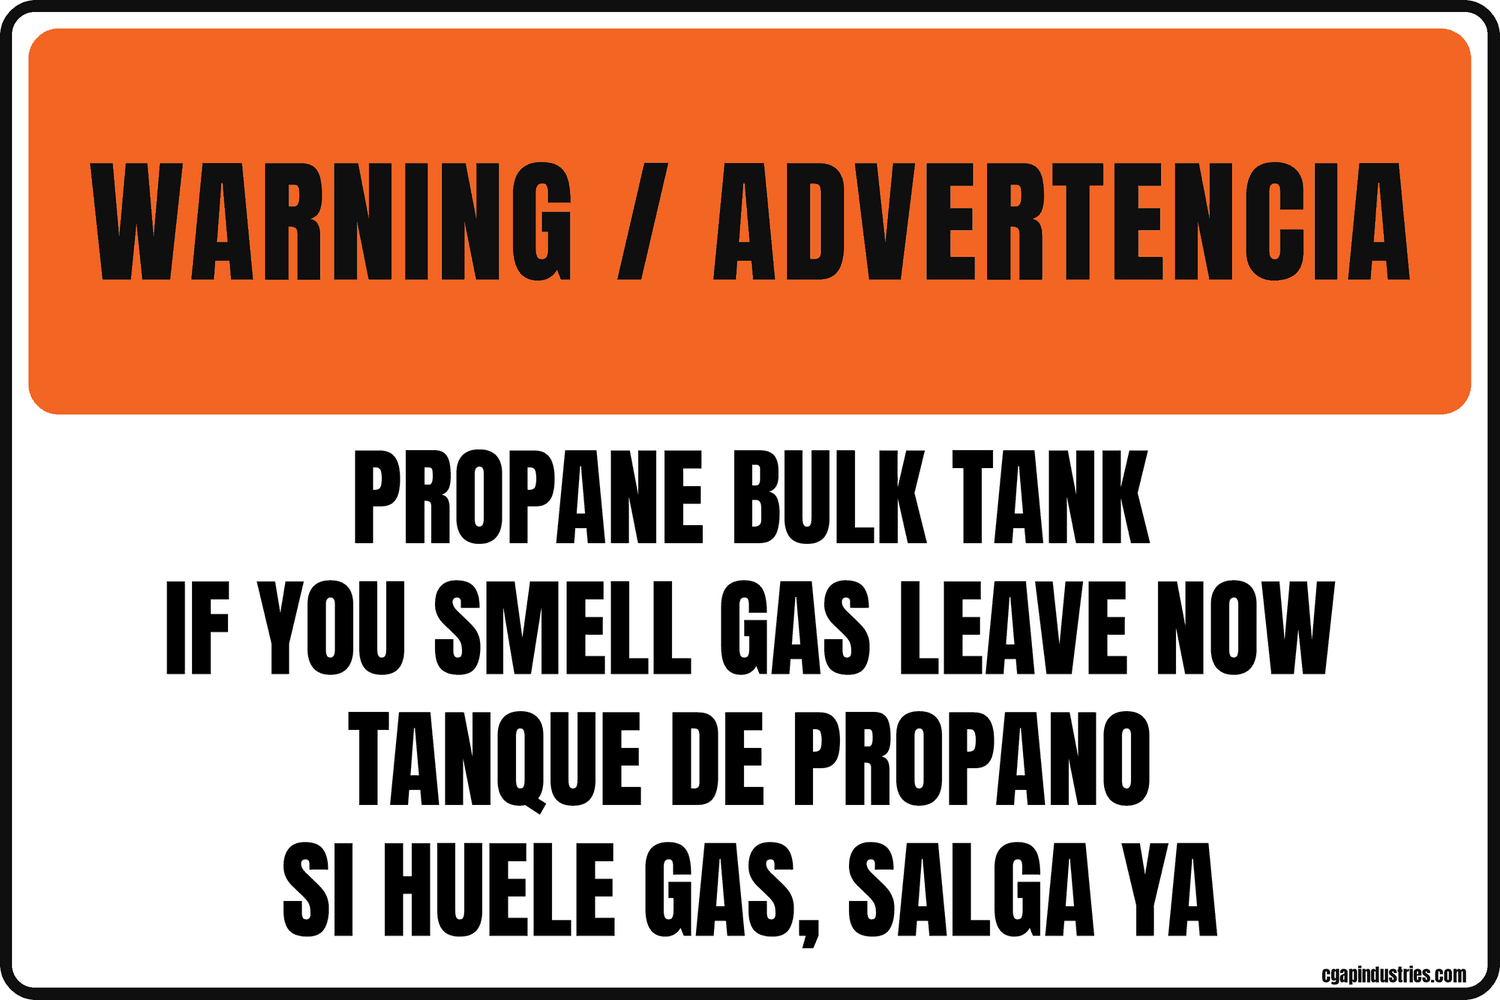 WARNING / ADVERTENCIA
PROPANE BULK TANK
IF YOU SMELL GAS LEAVE NOW
TANQUE DE PROPANO
SI HUELE GAS, SALGA YA
cgapindustries.com